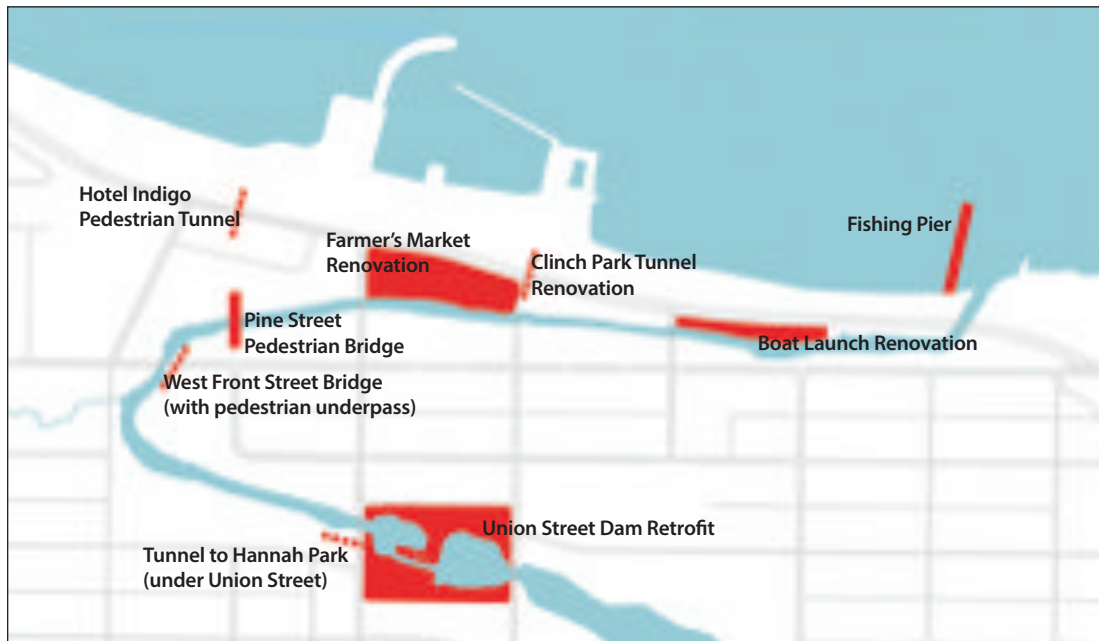 Hotel Indigo
Pedestrian Tunnel
Farmer's Market
Renovation
Clinch Park Tunnel
Renovation
Fishing Pier
Pine Street
Pedestrian Bridge
Boat Launch Renovation
West Front Street Bridge
(with pedestrian underpass)
Union Street Dam Retrofit
Tunnel to Hannah Park
(under Union Street)